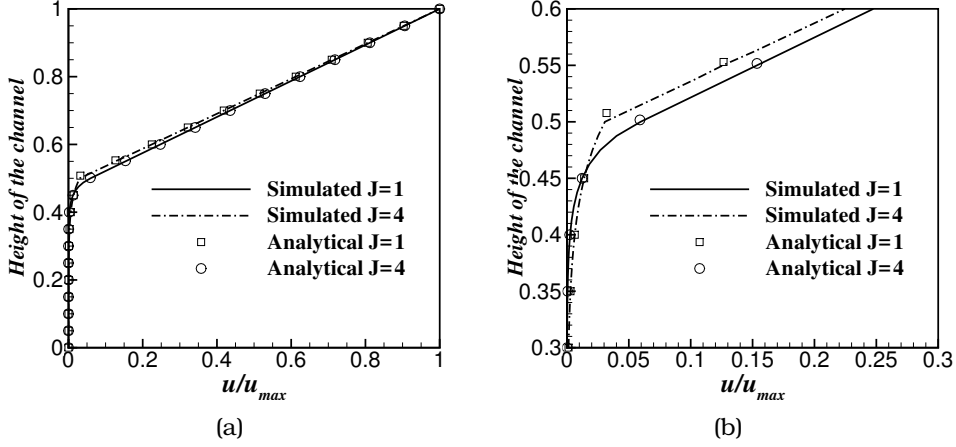 1
0.8
0.6
0.4
0.2
0
Height of the channel
Simulated J=1
Simulated J=4
Analytical J=1
Analytical J=4
0 0.2 0.4 0.6 0.8 1
u/u_max
(a)
0.6
0.55
0.5
0.45
0.4
0.35
0.3
Height of the channel
Simulated J=1
Simulated J=4
Analytical J=1
Analytical J=4
0 0.05 0.1 0.15 0.2 0.25 0.3
u/u_max
(b)